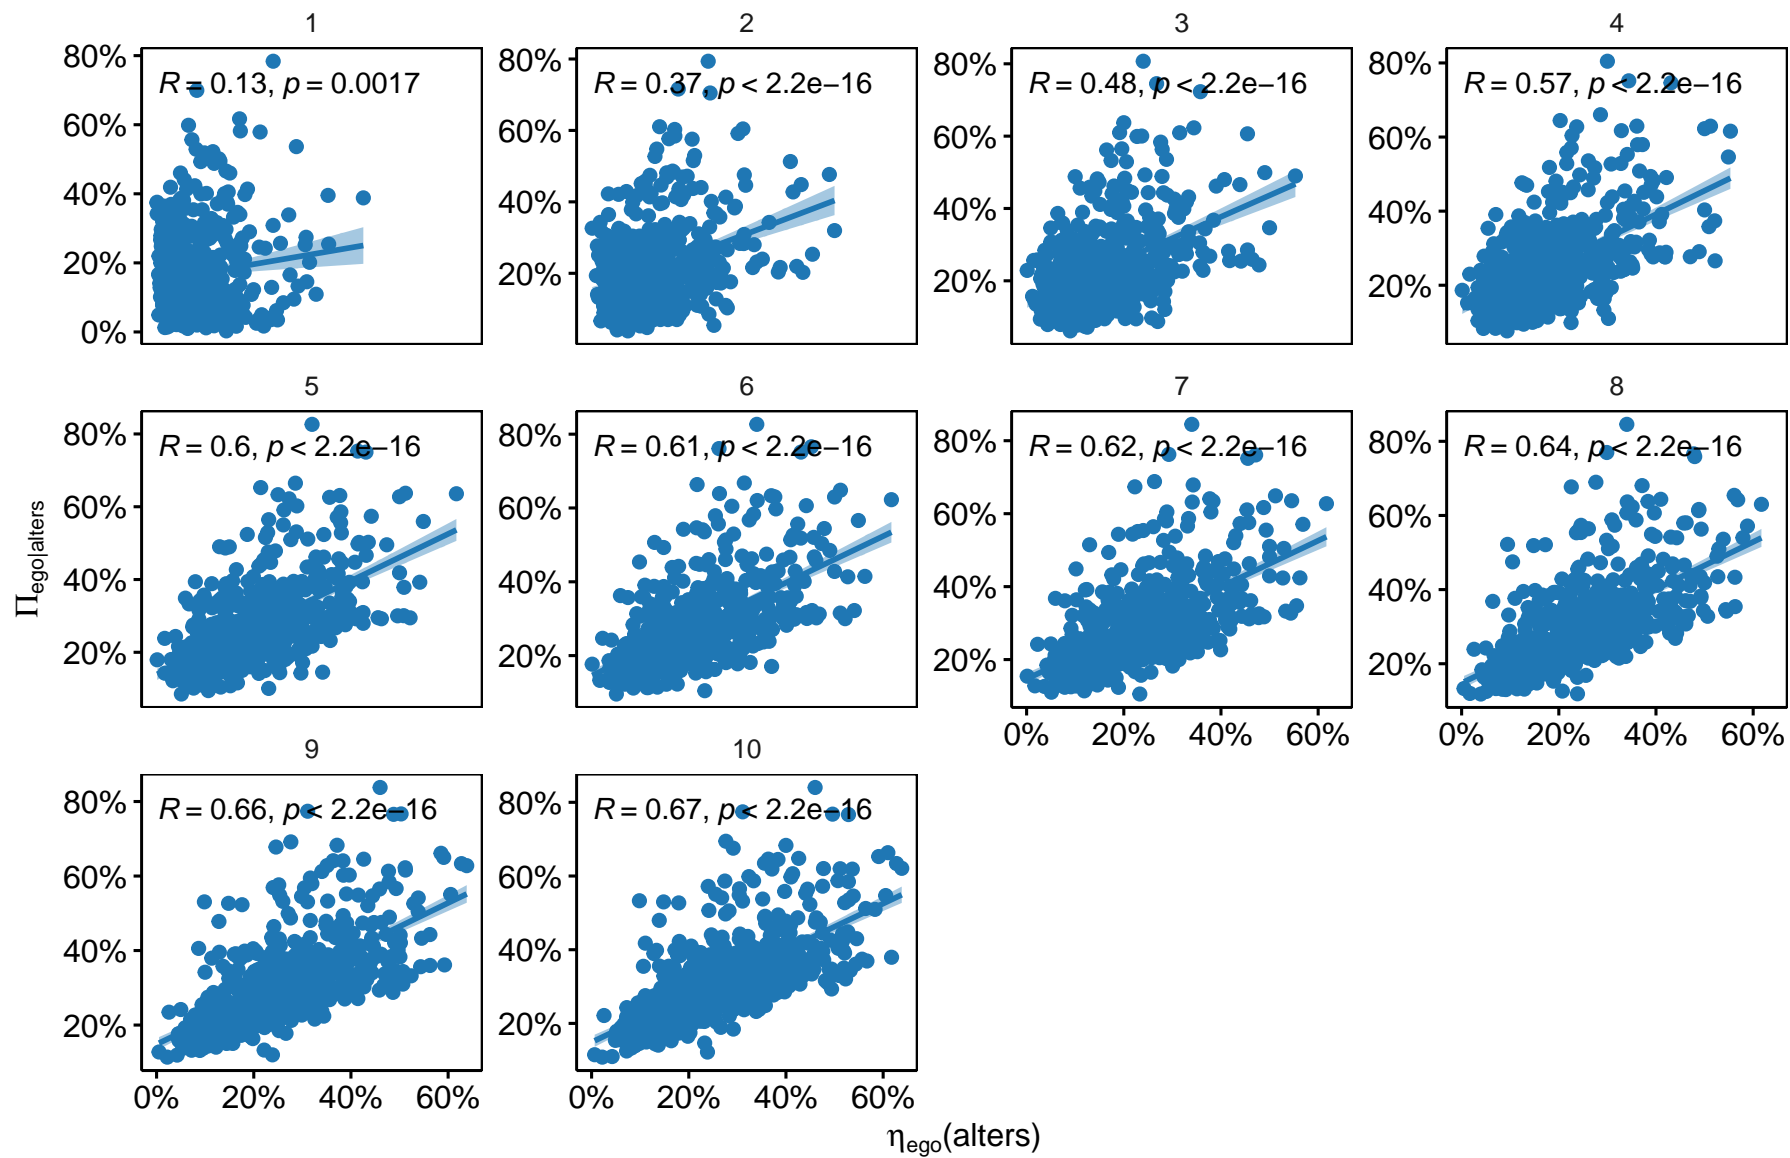 1 2 3 4
R = 0.13, p = 0.0017
R = 0.37, p < 2.2e−16
R = 0.48, p < 2.2e−16
R = 0.57, p < 2.2e−16
80%
60%
40%
20%
0%
80%
60%
40%
20%
80%
60%
40%
20%
80%
60%
40%
20%
5 6 7 8
R = 0.6, p < 2.2e−16
R = 0.61, p < 2.2e−16
R = 0.62, p < 2.2e−16
R = 0.64, p < 2.2e−16
80%
60%
40%
20%
80%
60%
40%
20%
80%
60%
40%
20%
80%
60%
40%
20%
0% 20% 40% 60%
0% 20% 40% 60%
Πego|alters
9 10
R = 0.66, p < 2.2e−16
R = 0.67, p < 2.2e−16
80%
60%
40%
20%
80%
60%
40%
20%
0% 20% 40% 60%
0% 20% 40% 60%
ηego(alters)